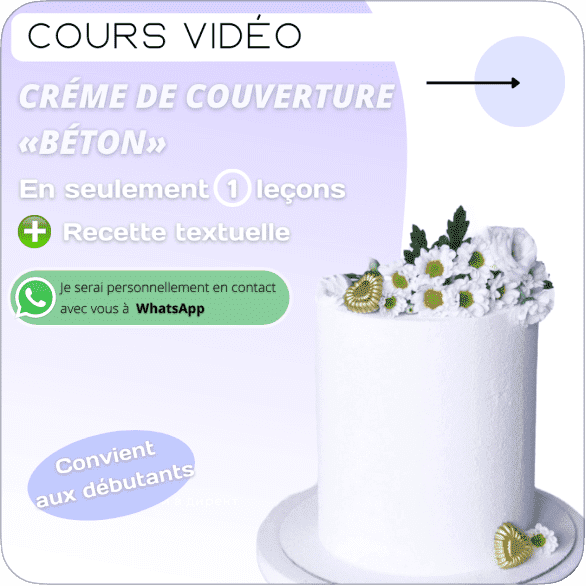 COURS VIDÉO
CRÉME DE COUVERTURE
«BÉTON»
En seulement 1 leçons
Recette textuelle
Je serai personnellement en contact
avec vous à WhatsApp
Convient
aux débutants